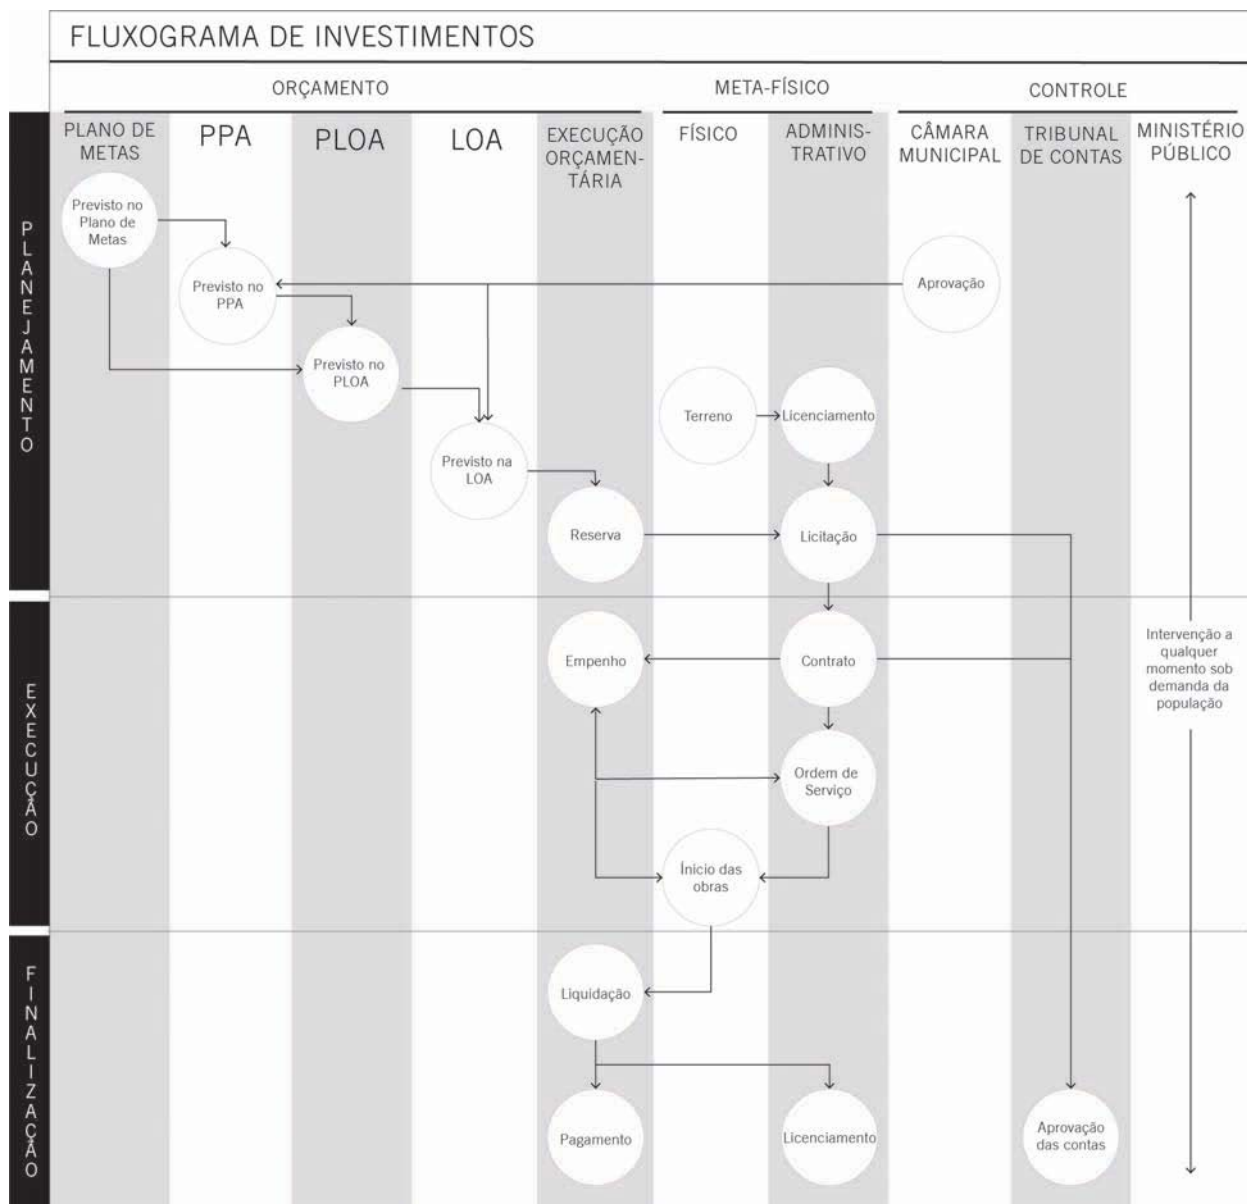 FLUXOGRAMA DE INVESTIMENTOS
ORÇAMENTO
META-FÍSICO
CONTROLE
PLANO DE
METAS
PPA
PLOA
LOA
EXECUÇÃO
ORÇAMEN-
TÁRIA
FÍSICO
ADMINIS-
TRATIVO
CÂMARA
MUNICIPAL
TRIBUNAL
DE CONTAS
MINISTÉRIO
PÚBLICO
PLANEJAMENTO
Previsto no
Plano de
Metas
Previsto no
PPA
Aprovação
Previsto no
PLOA
Terreno
Licenciamento
Previsto na
LOA
Reserva
Licitação
EXECUÇÃO
Empenho
Contrato
Intervenção a
qualquer
momento sob
demanda da
população
Ordem de
Serviço
Ínicio das
obras
FINALIZAÇÃO
Liquidação
Pagamento
Licenciamento
Aprovação
das contas